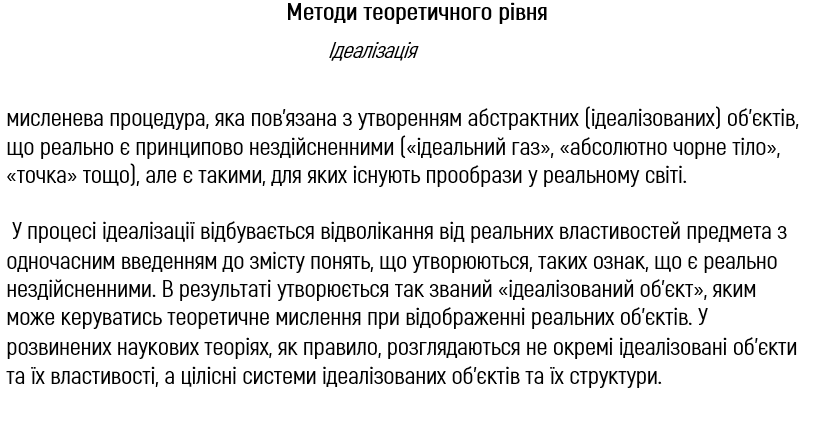 Методи теоретичного рівня
Ідеалізація
мисленева процедура, яка пов’язана з утворенням абстрактних (ідеалізованих) об’єктів,
що реально є принципово нездійсненними («ідеальний газ», «абсолютно чорне тіло»,
«точка» тощо), але є такими, для яких існують прообрази у реальному світі.
У процесі ідеалізації відбувається відволікання від реальних властивостей предмета з
одночасним введенням до змісту понять, що утворюються, таких ознак, що є реально
нездійсненними. В результаті утворюється так званий «ідеалізований об’єкт», яким
може керуватись теоретичне мислення при відображенні реальних об’єктів. У
розвинених наукових теоріях, як правило, розглядаються не окремі ідеалізовані об’єкти
та їх властивості, а цілісні системи ідеалізованих об’єктів та їх структури.